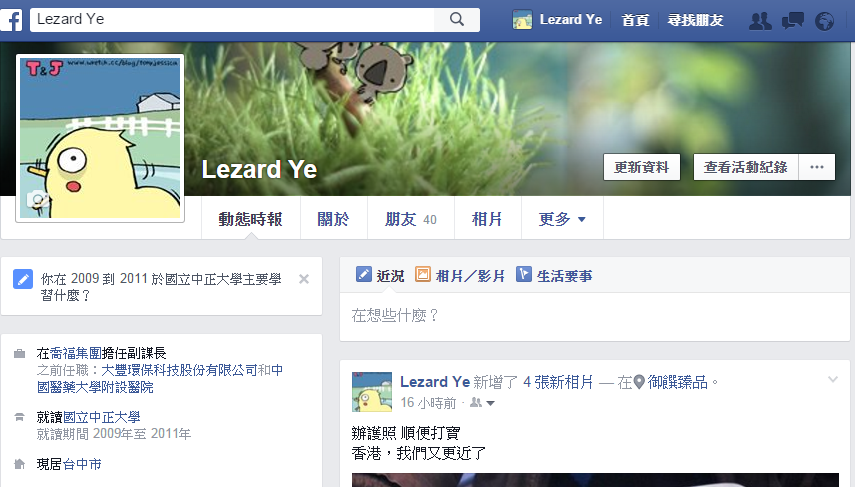 Lezard Ye
Lezard Ye 首頁 尋找朋友
T&J www.wretch.cc/blog/tomjessica
Lezard Ye
更新資料 查看活動紀錄 ...
動態時報 關於 朋友 40 相片 更多
你在 2009 到 2011 於國立中正大學主要學
習什麼？
在喬福集團擔任副課長
之前任職：大豐環保科技股份有限公司和中
國醫藥大學附設醫院
就讀國立中正大學
就讀期間 2009年至 2011年
現居台中市
近況 相片／影片 生活要事
在想些什麼？
Lezard Ye 新增了 4 張新相片 — 在御饌臻品。
16 小時前 ·
辦護照 順便打寶
香港，我們又更近了